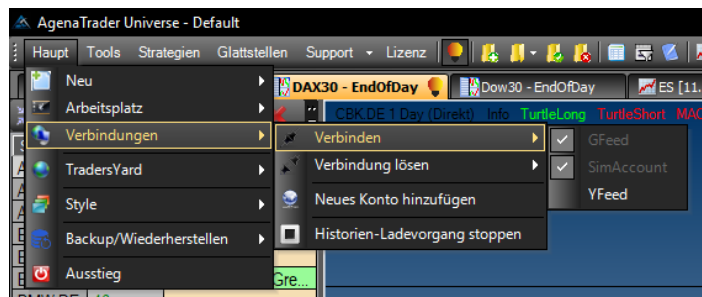 AgenaTrader Universe - Default
Haupt Tools Strategien Glattstellen Support Lizenz
Neu
DAX30 - EndOfDay Dow30 - EndOfDay ES [11.
Arbeitsplatz
CBK.DE 1 Day (Direkt) Info TurtleLong TurtleShort MAC
Verbindungen
Verbinden
GFeed
TradersYard
Verbindung lösen
SimAccount
Style
Neues Konto hinzufügen
YFeed
Backup/Wiederherstellen
Historien-Ladevorgang stoppen
Ausstieg
Gre...